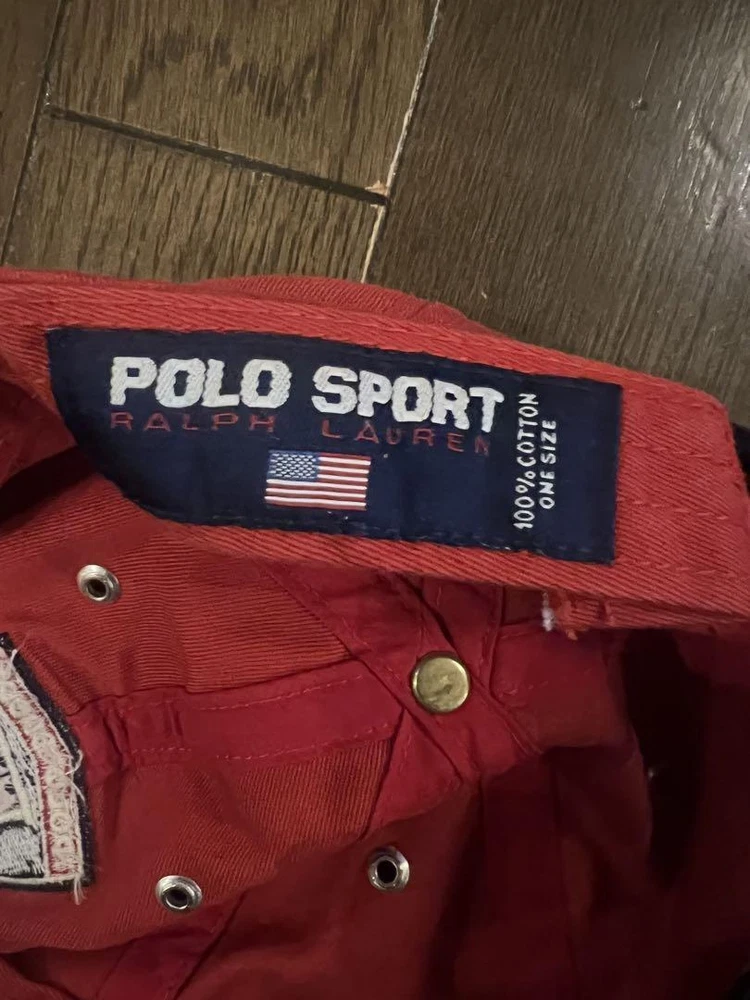 POLO SPORT
RALPH LAUREN
100% COTTON
ONE SIZE